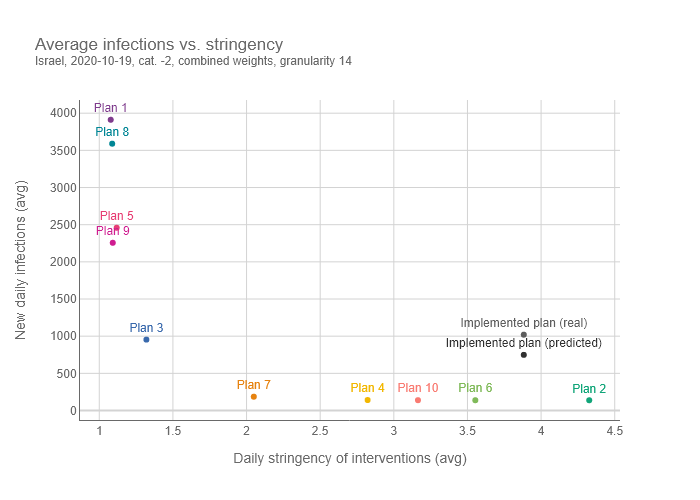 Average infections vs. stringency
Israel, 2020-10-19, cat. -2, combined weights, granularity 14
New daily infections (avg)
4000
3500
3000
2500
2000
1500
1000
500
0
Plan 1
Plan 8
Plan 5
Plan 9
Plan 3
Implemented plan (real)
Implemented plan (predicted)
Plan 7
Plan 4
Plan 10
Plan 6
Plan 2
1
1.5
2
2.5
3
3.5
4
4.5
Daily stringency of interventions (avg)